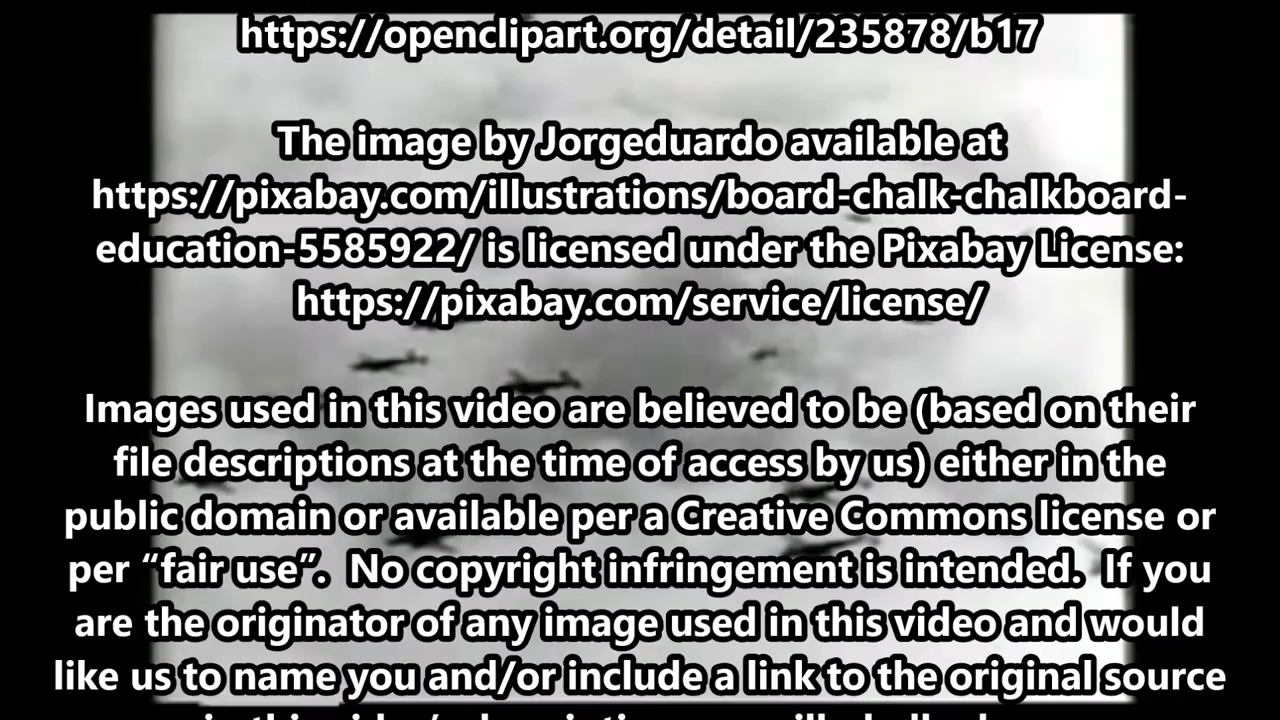 https://openclipart.org/detail/235878/b17
The image by Jorgeduardo available at
https://pixabay.com/illustrations/board-chalk-chalkboard-
education-5585922/ is licensed under the Pixabay License:
https://pixabay.com/service/license/
Images used in this video are believed to be (based on their
file descriptions at the time of access by us) either in the
public domain or available per a Creative Commons license or
per “fair use”.  No copyright infringement is intended.  If you
are the originator of any image used in this video and would
like us to name you and/or include a link to the original source